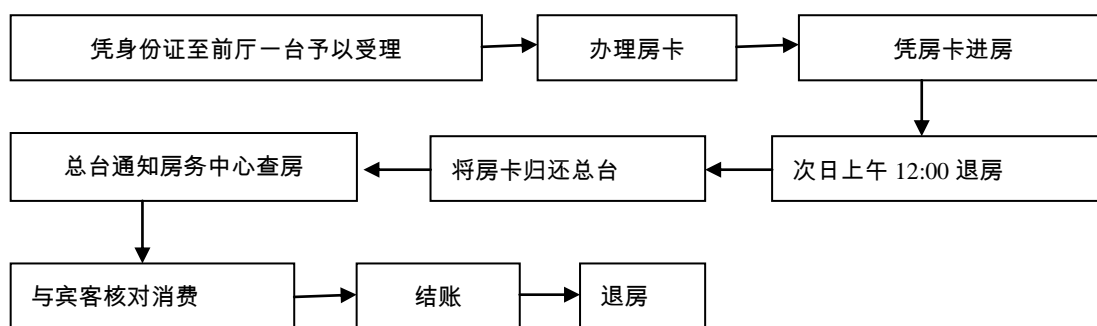 凭身份证至前厅一台予以受理
办理房卡
凭房卡进房
次日上午 12:00 退房
将房卡归还总台
总台通知房务中心查房
与宾客核对消费
结账
退房